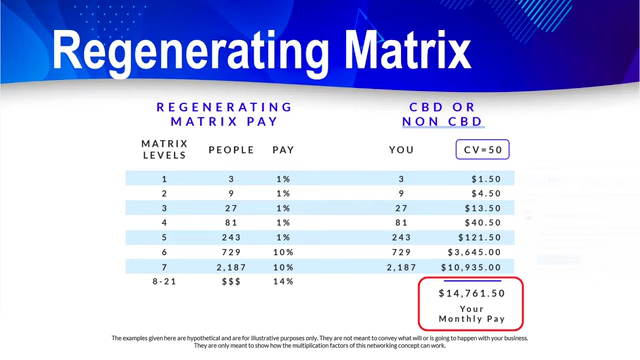 Regenerating Matrix
REGENERATING
MATRIX PAY
CBD OR
NON CBD
MATRIX
LEVELS PEOPLE PAY YOU CV=50
1 3 1% 3 $1.50
2 9 1% 9 $4.50
3 27 1% 27 $13.50
4 81 1% 81 $40.50
5 243 1% 243 $121.50
6 729 10% 729 $3,645.00
7 2,187 10% 2,187 $10,935.00
8-21 $$$ 14%
$14,761.50
Your
Monthly Pay
The examples given here are hypothetical and are for illustrative purposes only. They are not meant to convey what will or is going to happen with your business.
They are only meant to show how the multiplication factors of this networking concept can work.